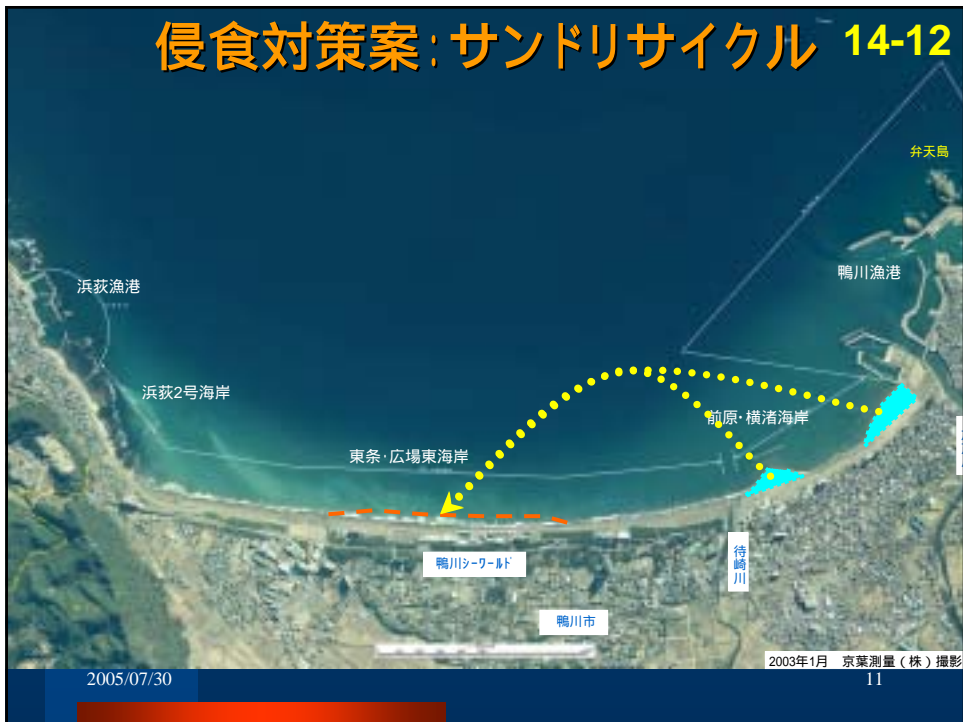 侵食対策案:サンドリサイクル 14-12
弁天島
鴨川漁港
浜荻漁港
浜荻2号海岸
前原・横渚海岸
東条・広場東海岸
鴨川シーワールド
待崎川
鴨川市
2003年1月 京葉測量(株)撮影
2005/07/30
11